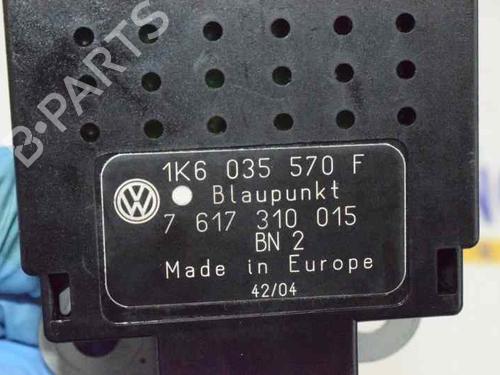 B-PARTS
1K6 035 570 F
Blaupunkt
7 617 310 015
BN 2
Made in Europe
42/04